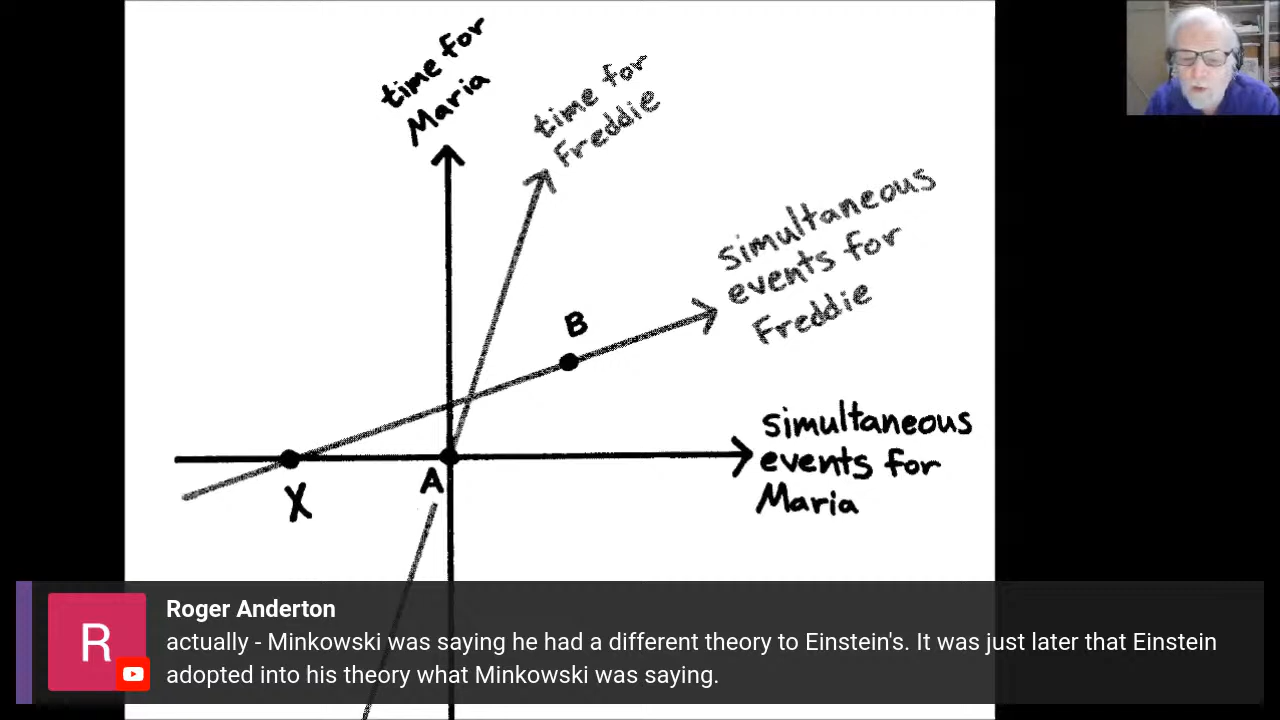 time for
Maria
time for
Freddie
simultaneous
events for
Freddie
B
simultaneous
events for
Maria
A
X
R
Roger Anderton
actually - Minkowski was saying he had a different theory to Einstein's. It was just later that Einstein
adopted into his theory what Minkowski was saying.